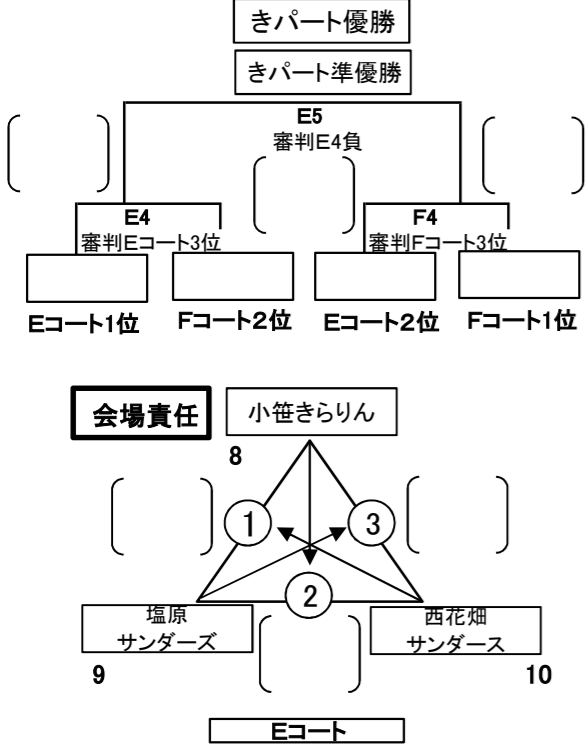 きパート優勝
きパート準優勝
E5
審判E4負
E4
審判Eコート3位
F4
審判Fコート3位
Eコート1位
Fコート2位
Eコート2位
Fコート1位
会場責任
小笹きらりん
8
1
3
2
塩原
サンダーズ
西花畑
サンダース
9
10
Eコート